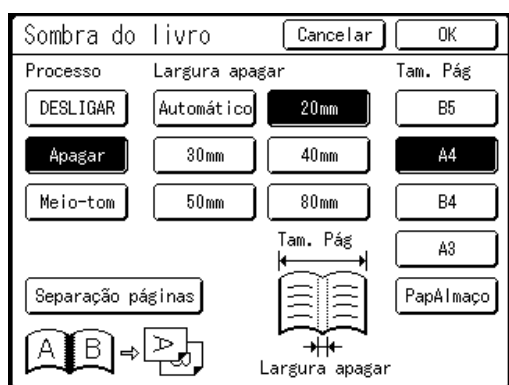 Sombra do livro Cancelar OK
Processo Largura apagar Tam. Pág
DESLIGAR Automático 20mm B5
Apagar 30mm 40mm A4
Meio-tom 50mm 80mm B4
Tam. Pág A3
Separação páginas PapAlmaço
A B A B
Largura apagar